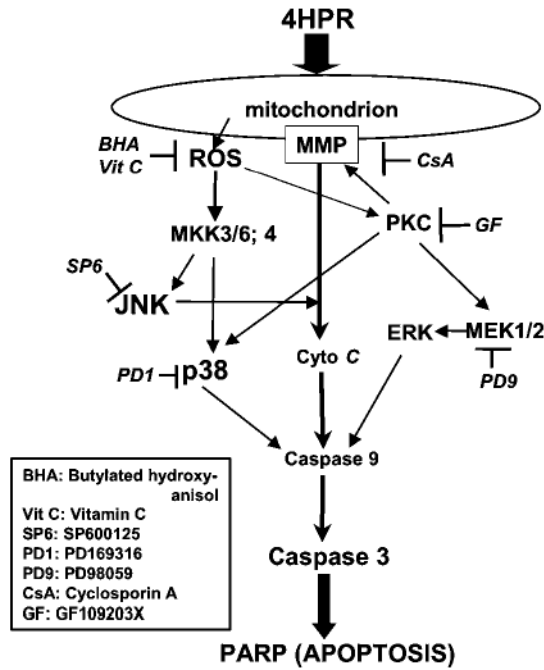 4HPR
mitochondrion
MMP
BHA
Vit C
ROS
CsA
PKC
GF
MKK3/6; 4
SP6
JNK
ERK
MEK1/2
Cyto C
PD1
p38
PD9
Caspase 9
BHA: Butylated hydroxy-
anisol
Vit C: Vitamin C
SP6: SP600125
PD1: PD169316
PD9: PD98059
CsA: Cyclosporin A
GF: GF109203X
Caspase 3
PARP (APOPTOSIS)